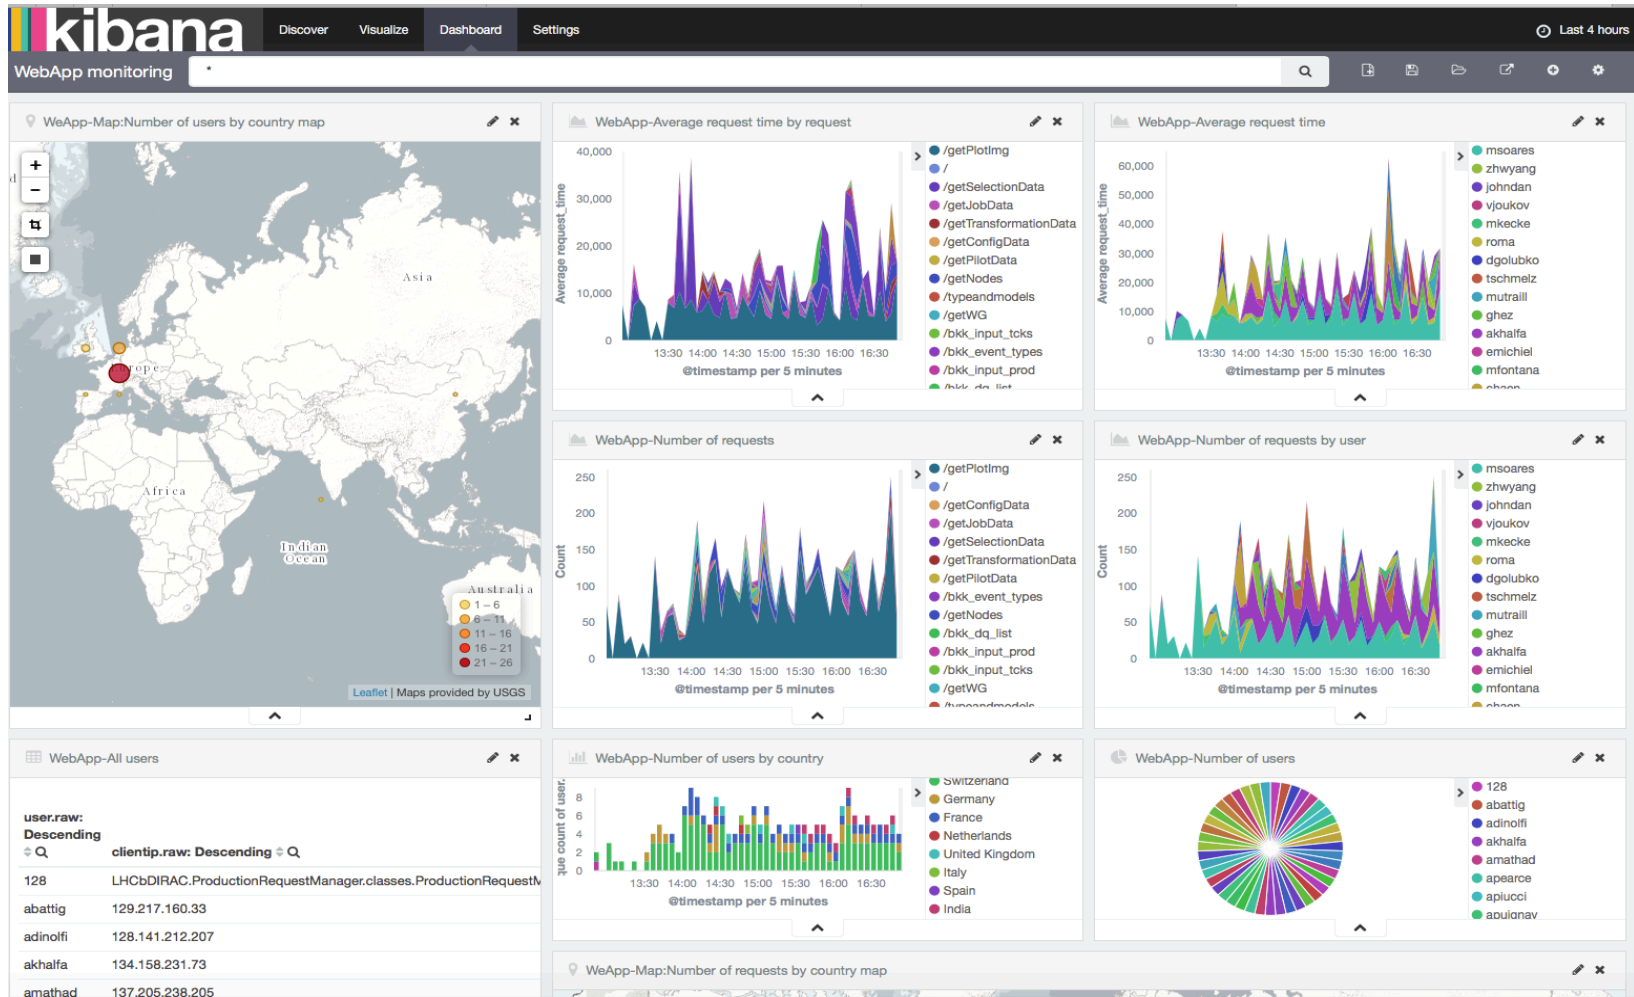 kibana
Discover
Visualize
Dashboard
Settings
Last 4 hours
WebApp monitoring
*
WeApp-Map:Number of users by country map
+
−
Asia
Europe
Africa
Indian
Ocean
Australia
1 – 6
6 – 11
11 – 16
16 – 21
21 – 26
Leaflet | Maps provided by USGS
WebApp-Average request time by request
Average request_time
40,000
30,000
20,000
10,000
0
13:30 14:00 14:30 15:00 15:30 16:00 16:30
@timestamp per 5 minutes
/getPlotImg
/
/getSelectionData
/getJobData
/getTransformationData
/getConfigData
/getPilotData
/getNodes
/typeandmodels
/getWG
/bkk_input_tcks
/bkk_event_types
/bkk_input_prod
/bkk_dq_list
WebApp-Average request time
Average request_time
60,000
50,000
40,000
30,000
20,000
10,000
0
13:30 14:00 14:30 15:00 15:30 16:00 16:30
@timestamp per 5 minutes
msoares
zhwyang
johndan
vjoukov
mkecke
roma
dgolubko
tschmelz
mutraill
ghez
akhalfa
emichiel
mfontana
WebApp-Number of requests
Count
250
200
150
100
50
0
13:30 14:00 14:30 15:00 15:30 16:00 16:30
@timestamp per 5 minutes
/getPlotImg
/
/getConfigData
/getJobData
/getSelectionData
/getTransformationData
/getPilotData
/bkk_event_types
/getNodes
/bkk_dq_list
/bkk_input_prod
/bkk_input_tcks
/getWG
/typeandmodels
WebApp-Number of requests by user
Count
250
200
150
100
50
0
13:30 14:00 14:30 15:00 15:30 16:00 16:30
@timestamp per 5 minutes
msoares
zhwyang
johndan
vjoukov
mkecke
roma
dgolubko
tschmelz
mutraill
ghez
akhalfa
emichiel
mfontana
WebApp-All users
user.raw:
Descending
clientip.raw: Descending
128 LHCbDIRAC.ProductionRequestManager.classes.ProductionRequestM
abattig 129.217.160.33
adinolfi 128.141.212.207
akhalfa 134.158.231.73
amathad 137.205.238.205
WebApp-Number of users by country
que count of user.
8
6
4
2
0
13:30 14:00 14:30 15:00 15:30 16:00 16:30
@timestamp per 5 minutes
Switzerland
Germany
France
Netherlands
United Kingdom
Italy
Spain
India
WebApp-Number of users
128
abattig
adinolfi
akhalfa
amathad
apearce
apiucci
apuignav
WeApp-Map:Number of requests by country map